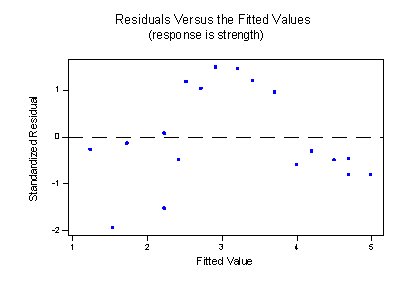 Residuals Versus the Fitted Values
(response is strength)
Standardized Residual
1
0
-1
-2
1 2 3 4 5
Fitted Value